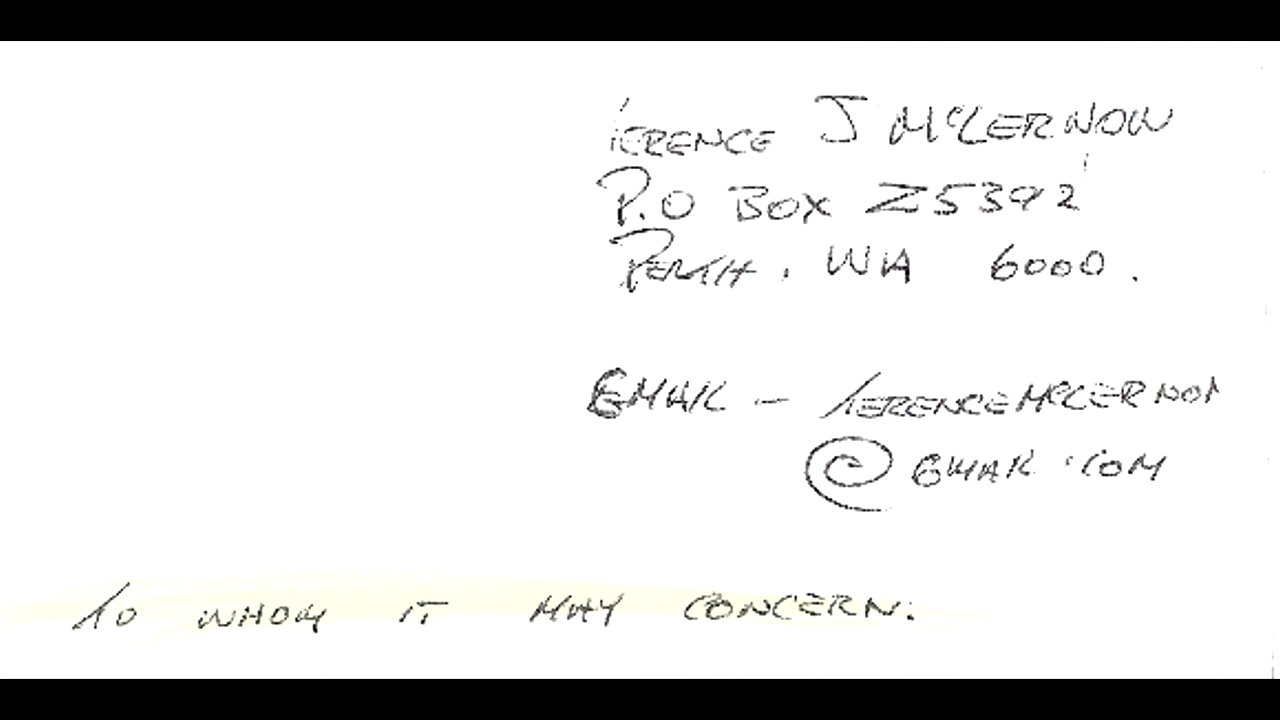 TERENCE J McLERNON
P.O BOX Z5392
PERTH, WA 6000.
EMAIL - TERENCEMcLERNON
@GMAIL.COM
TO WHOM IT MAY CONCERN.